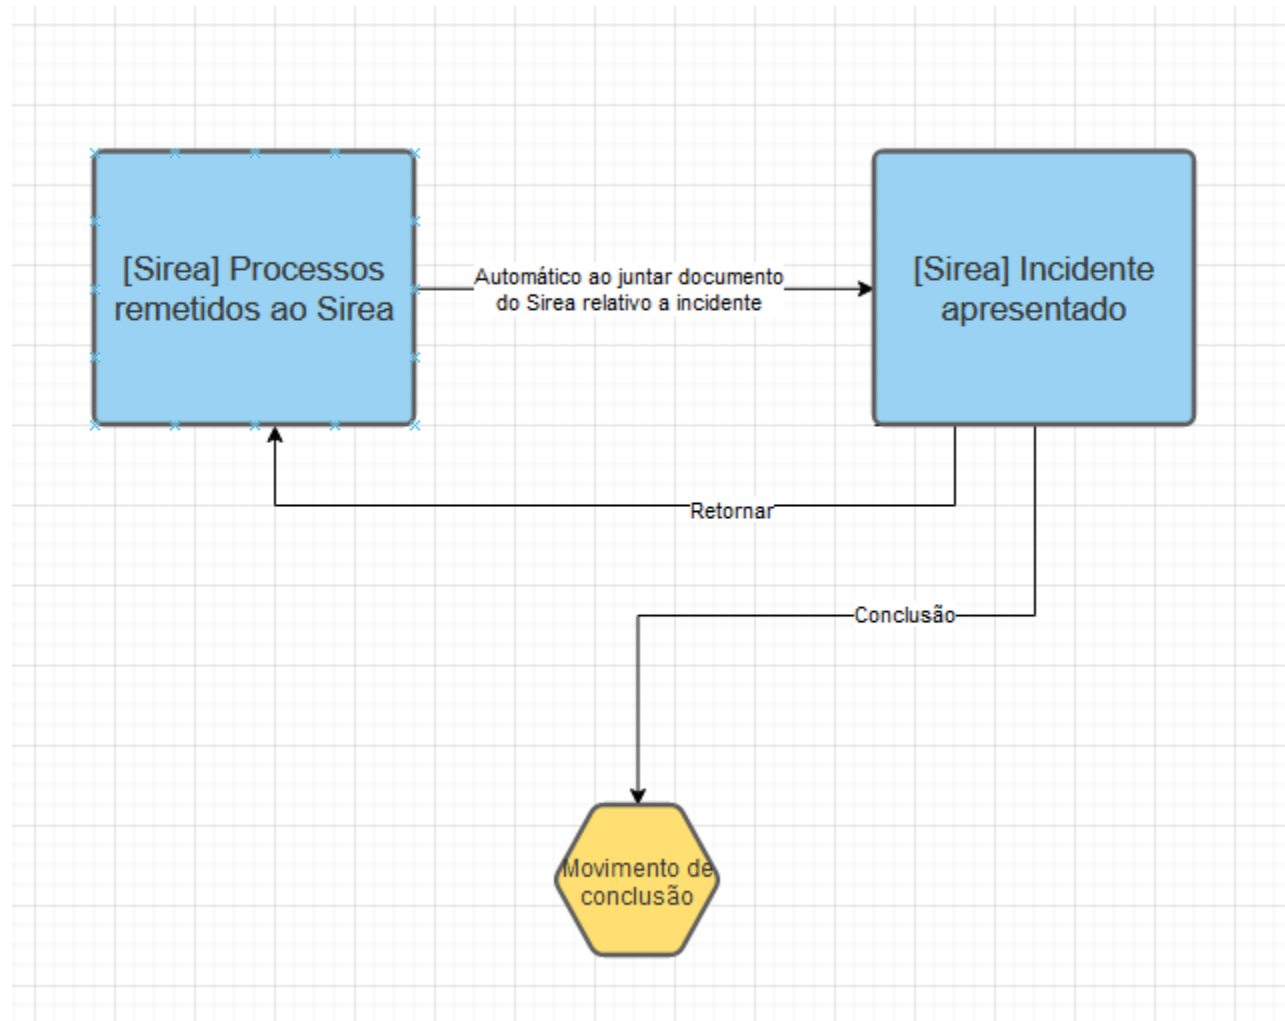 [Sirea] Processos
remetidos ao Sirea
Automático ao juntar documento
do Sirea relativo a incidente
[Sirea] Incidente
apresentado
Retornar
Conclusão
Movimento de
conclusão